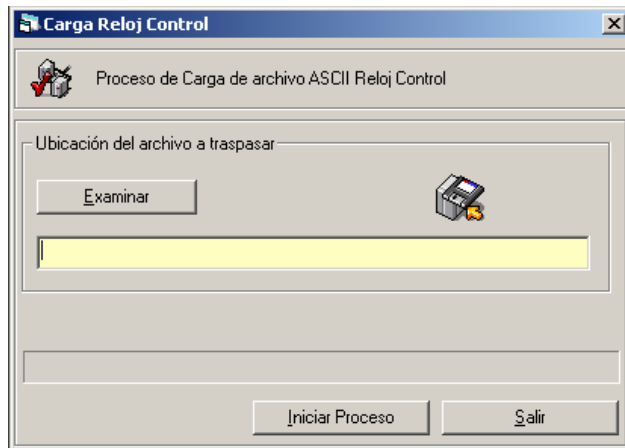 Carga Reloj Control
Proceso de Carga de archivo ASCII Reloj Control
Ubicación del archivo a traspasar
Examinar
Iniciar Proceso
Salir